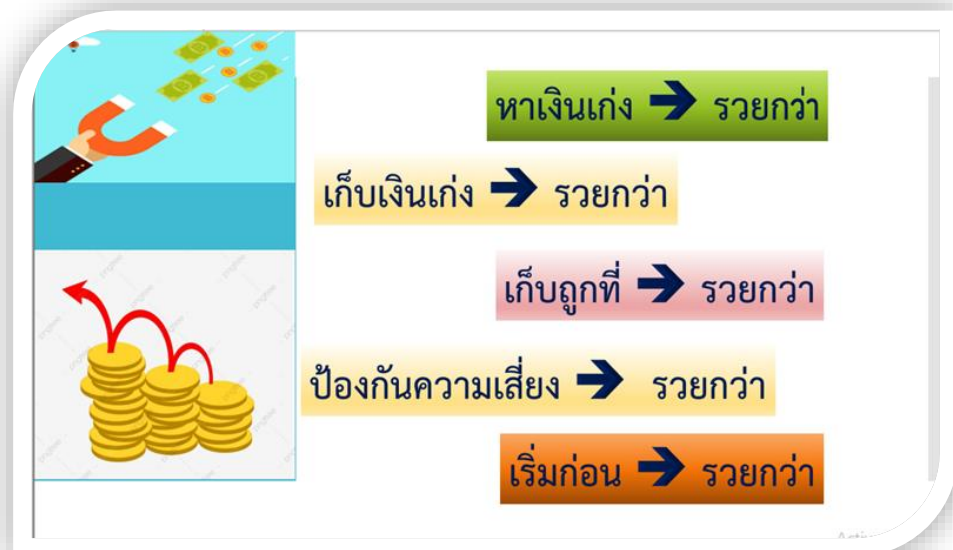 หาเงินเก่ง ➔ รวยกว่า
เก็บเงินเก่ง ➔ รวยกว่า
เก็บถูกที่ ➔ รวยกว่า
ป้องกันความเสี่ยง ➔ รวยกว่า
เริ่มก่อน ➔ รวยกว่า